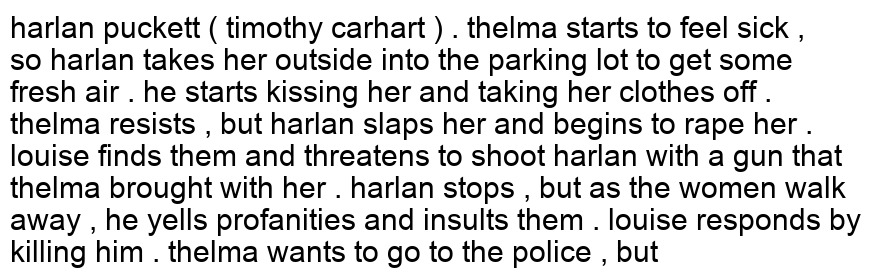 harlan puckett ( timothy carhart ) . thelma starts to feel sick ,
so harlan takes her outside into the parking lot to get some
fresh air . he starts kissing her and taking her clothes off .
thelma resists , but harlan slaps her and begins to rape her .
louise finds them and threatens to shoot harlan with a gun that
thelma brought with her . harlan stops , but as the women walk
away , he yells profanities and insults them . louise responds by
killing him . thelma wants to go to the police , but